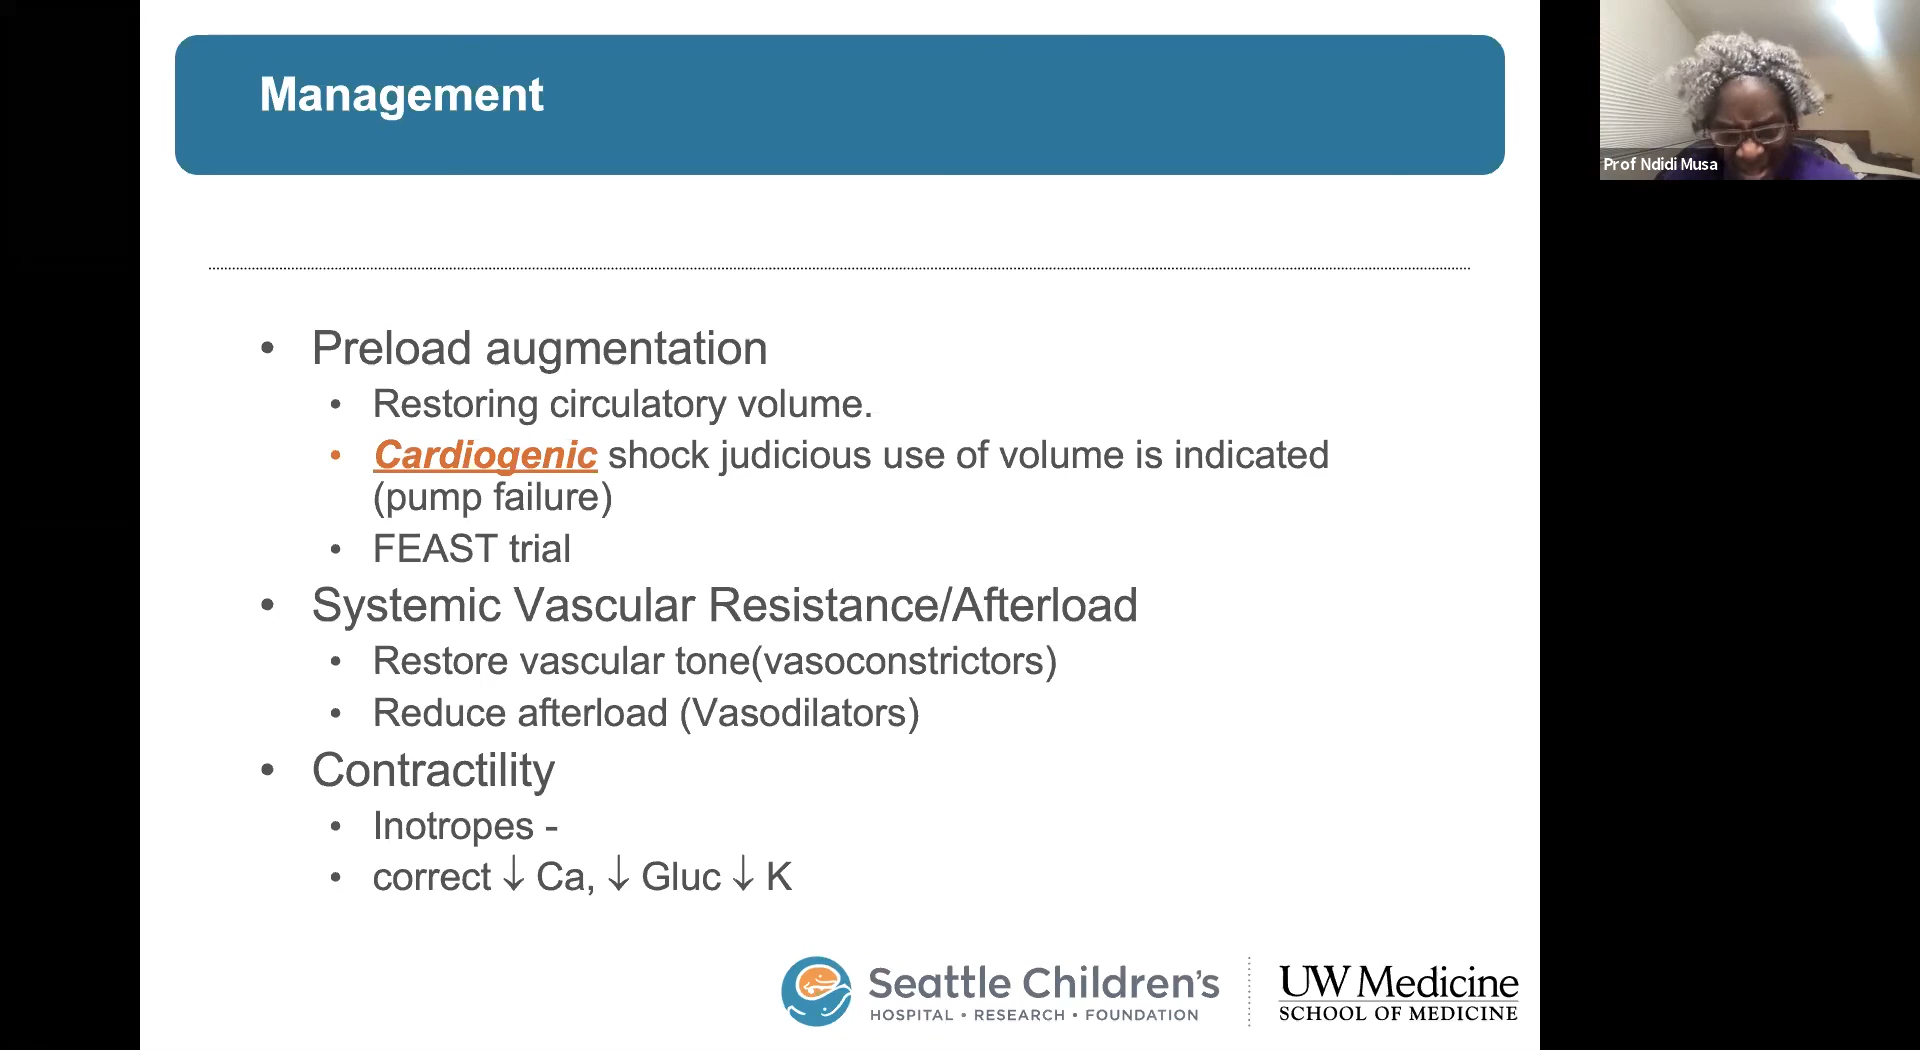 Management
• Preload augmentation
• Restoring circulatory volume.
• Cardiogenic shock judicious use of volume is indicated
(pump failure)
• FEAST trial
• Systemic Vascular Resistance/Afterload
• Restore vascular tone(vasoconstrictors)
• Reduce afterload (Vasodilators)
• Contractility
• Inotropes -
• correct ↓ Ca, ↓ Gluc ↓ K
Seattle Children's
HOSPITAL • RESEARCH • FOUNDATION
UW Medicine
SCHOOL OF MEDICINE
Prof Ndidi Musa